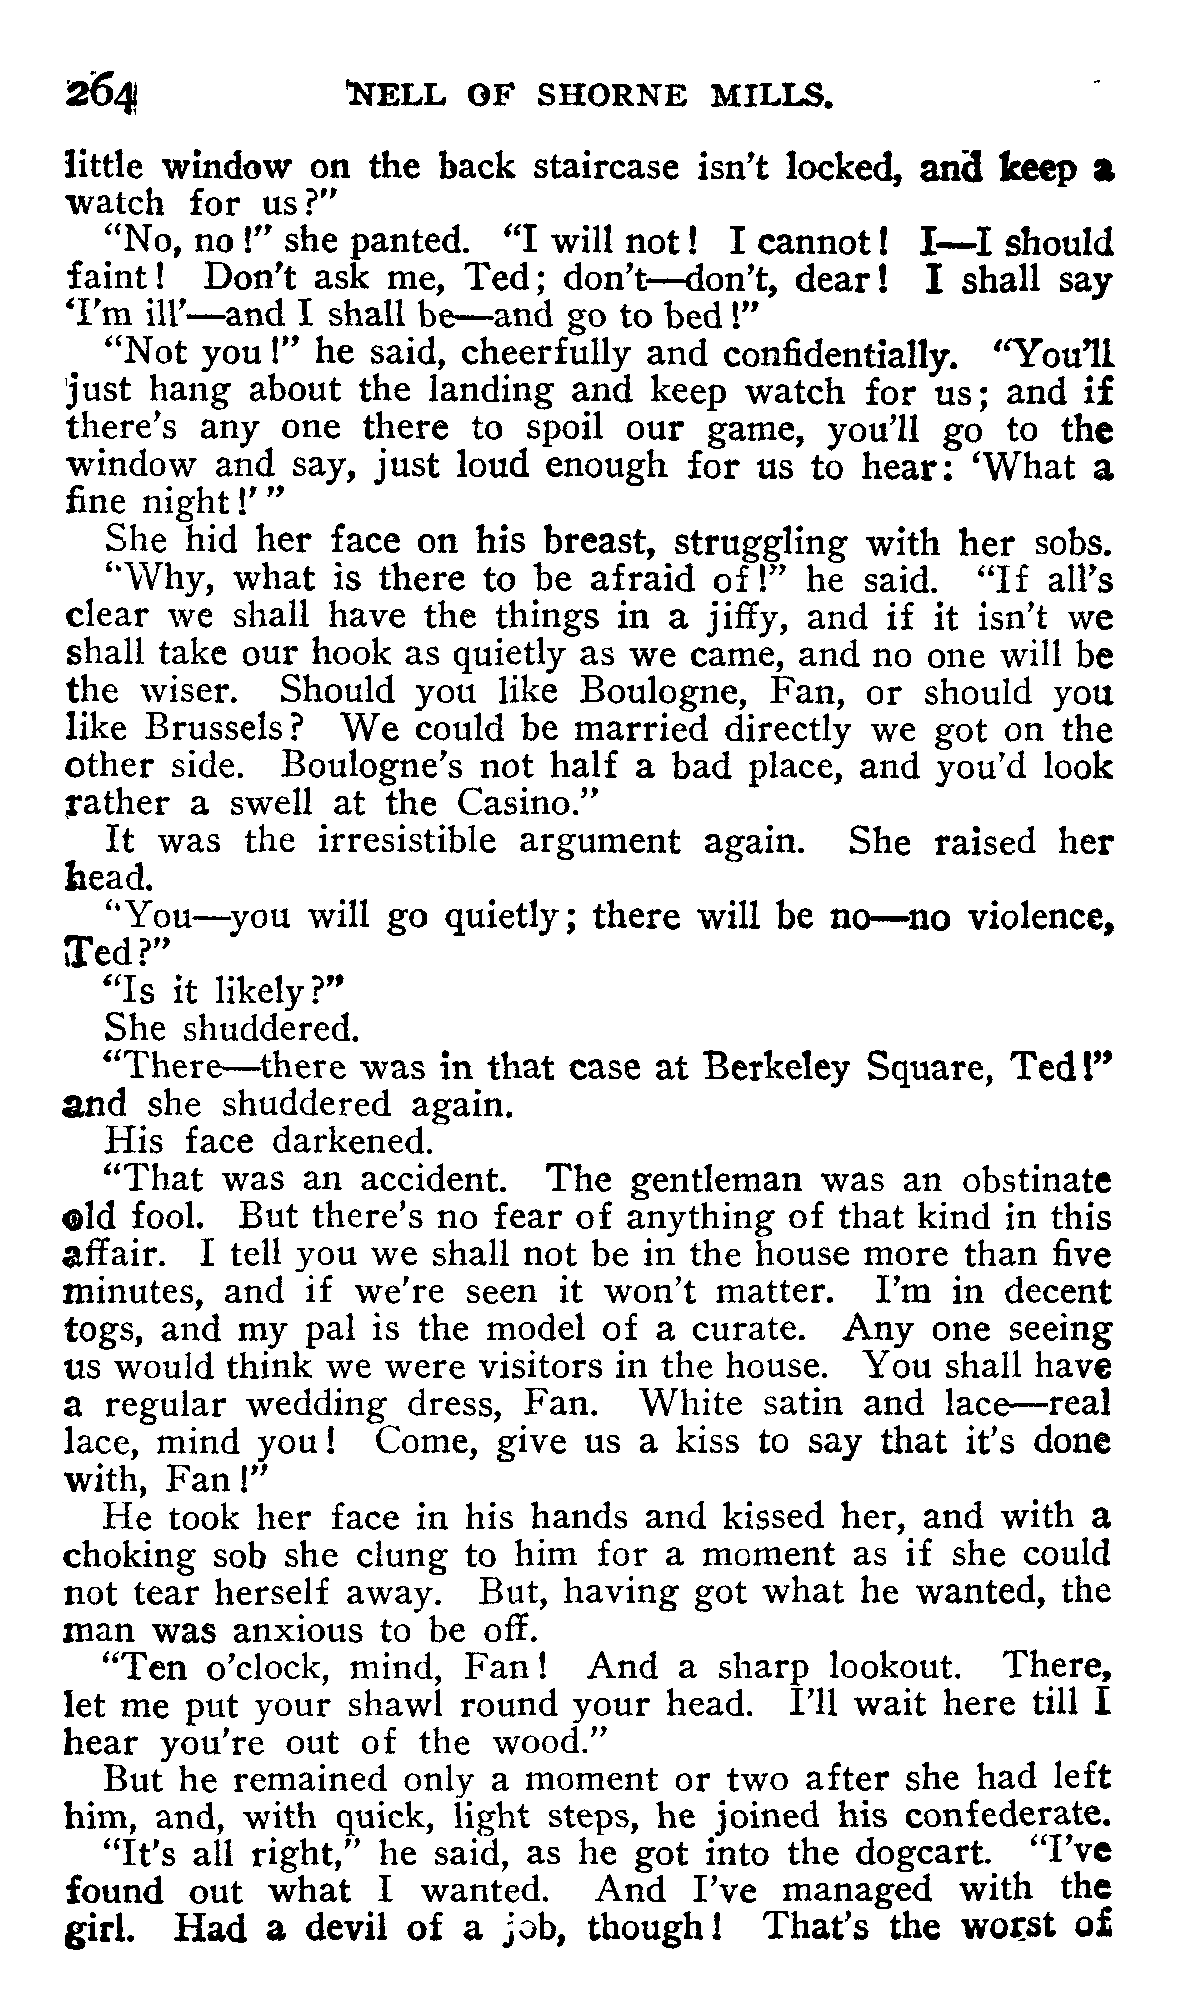 264 NELL OF SHORNE MILLS.
little window on the back staircase isn't locked, and keep a
watch for us?"
"No, no!" she panted. "I will not! I cannot! I—I should
faint! Don't ask me, Ted; don't—don't, dear! I shall say
'I'm ill'—and I shall be—and go to bed!"
"Not you!" he said, cheerfully and confidentially. "You'll
just hang about the landing and keep watch for us; and if
there's any one there to spoil our game, you'll go to the
window and say, just loud enough for us to hear: 'What a
fine night!'"
She hid her face on his breast, struggling with her sobs.
"Why, what is there to be afraid of!" he said. "If all's
clear we shall have the things in a jiffy, and if it isn't we
shall take our hook as quietly as we came, and no one will be
the wiser. Should you like Boulogne, Fan, or should you
like Brussels? We could be married directly we got on the
other side. Boulogne's not half a bad place, and you'd look
rather a swell at the Casino."
It was the irresistible argument again. She raised her
head.
"You—you will go quietly; there will be no—no violence,
Ted?"
"Is it likely?"
She shuddered.
"There—there was in that case at Berkeley Square, Ted!"
and she shuddered again.
His face darkened.
"That was an accident. The gentleman was an obstinate
old fool. But there's no fear of anything of that kind in this
affair. I tell you we shall not be in the house more than five
minutes, and if we're seen it won't matter. I'm in decent
togs, and my pal is the model of a curate. Any one seeing
us would think we were visitors in the house. You shall have
a regular wedding dress, Fan. White satin and lace—real
lace, mind you! Come, give us a kiss to say that it's done
with, Fan!"
He took her face in his hands and kissed her, and with a
choking sob she clung to him for a moment as if she could
not tear herself away. But, having got what he wanted, the
man was anxious to be off.
"Ten o'clock, mind, Fan! And a sharp lookout. There,
let me put your shawl round your head. I'll wait here till I
hear you're out of the wood."
But he remained only a moment or two after she had left
him, and, with quick, light steps, he joined his confederate.
"It's all right," he said, as he got into the dogcart. "I've
found out what I wanted. And I've managed with the
girl. Had a devil of a job, though! That's the worst of